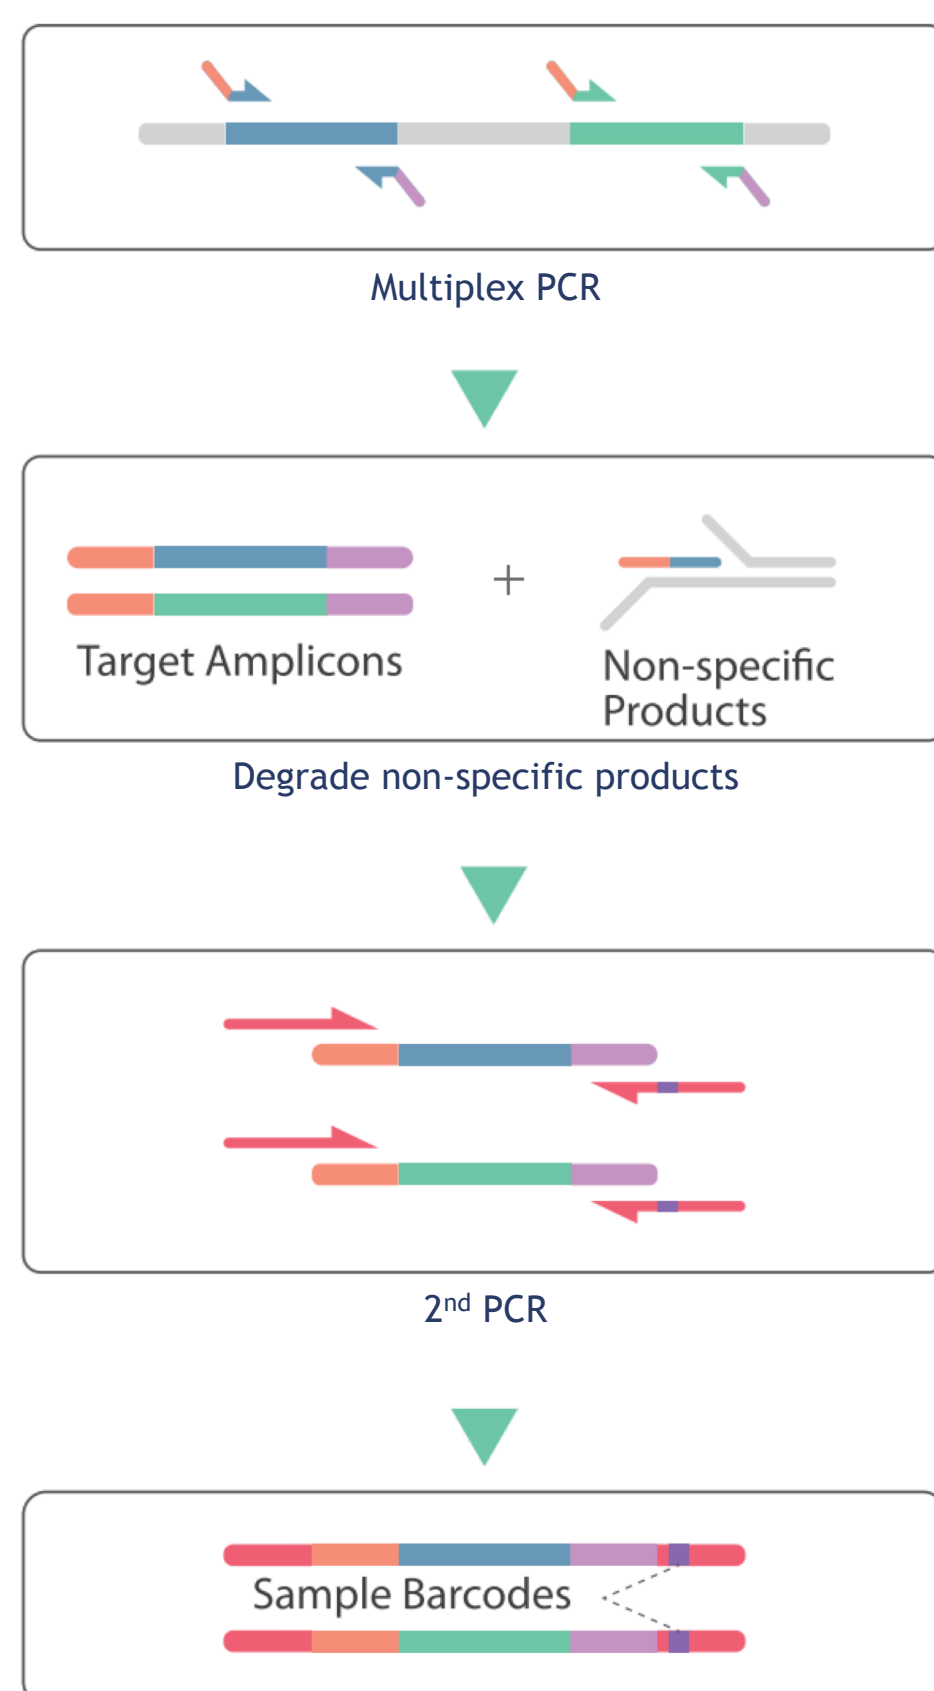 Multiplex PCR
Target Amplicons
+
Non-specific
Products
Degrade non-specific products
2nd PCR
Sample Barcodes